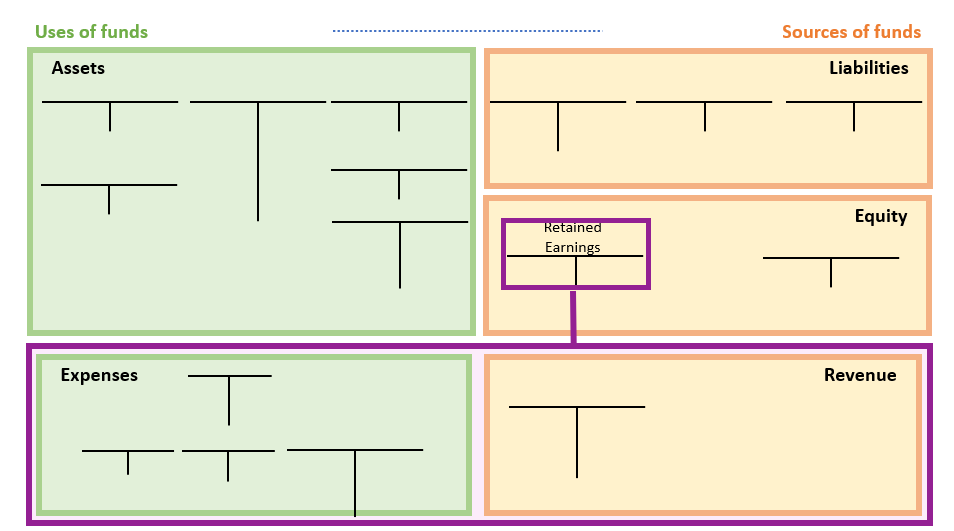 Uses of funds
Sources of funds
Assets
Liabilities
Equity
Retained
Earnings
Expenses
Revenue